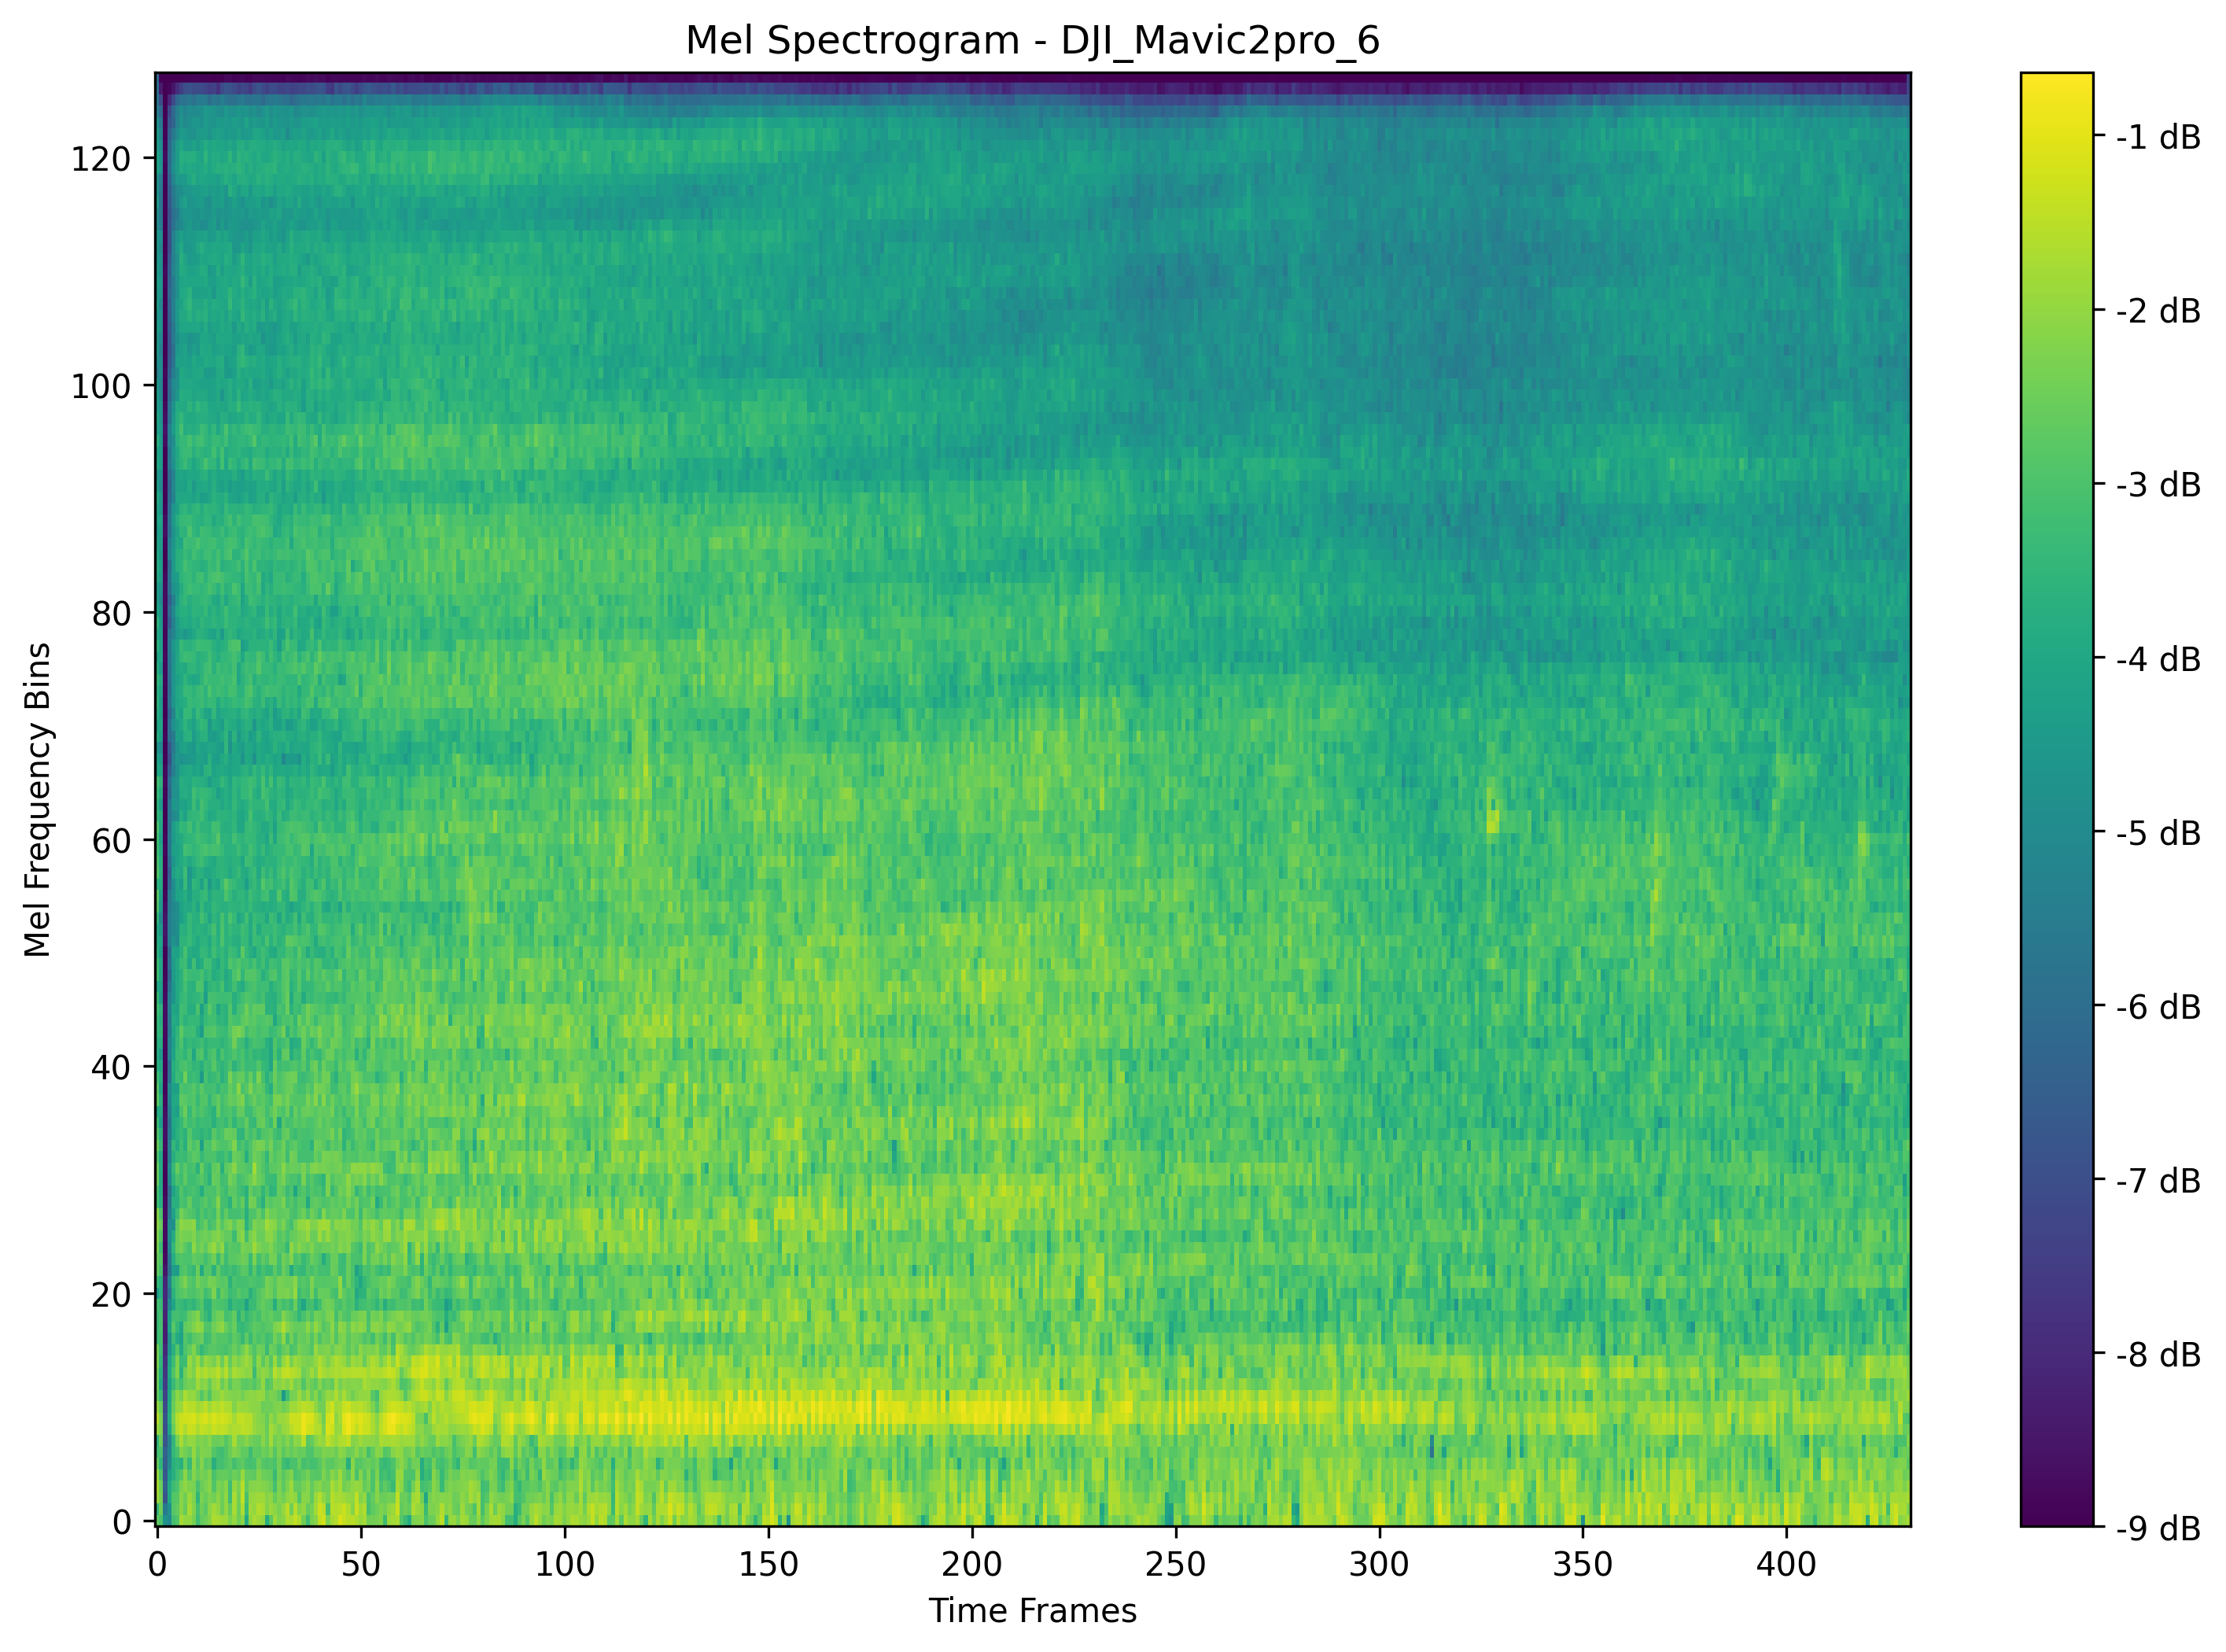 Mel Spectrogram - DJI_Mavic2pro_6
Mel Frequency Bins
120
100
80
60
40
20
0
0 50 100 150 200 250 300 350 400
Time Frames
-1 dB
-2 dB
-3 dB
-4 dB
-5 dB
-6 dB
-7 dB
-8 dB
-9 dB